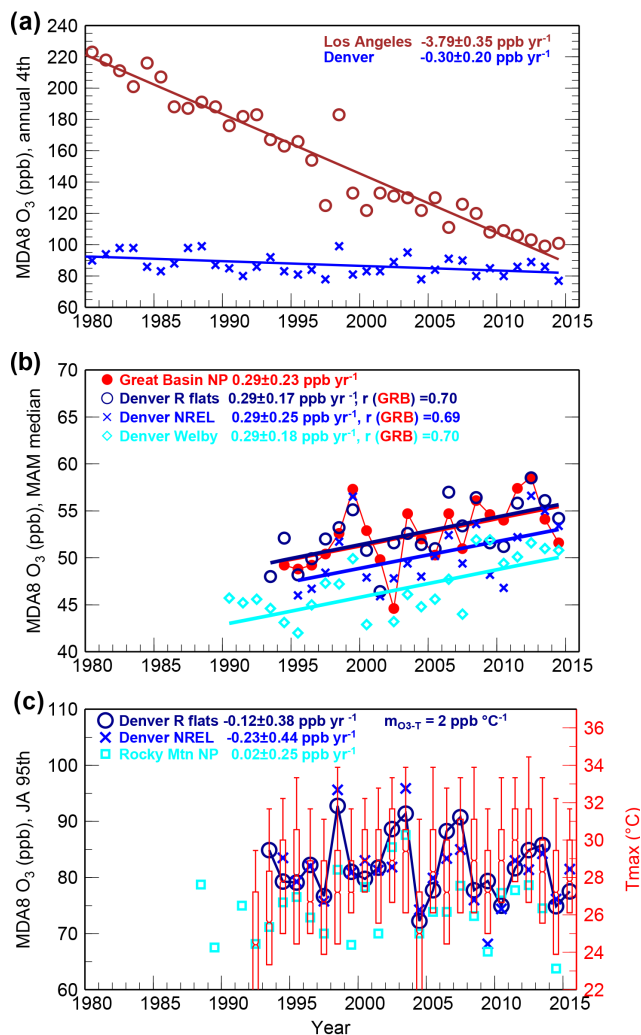 (a)
240
220
200
180
160
140
120
100
80
60
MDA8 O3 (ppb), annual 4th
Los Angeles -3.79±0.35 ppb yr-1
Denver -0.30±0.20 ppb yr-1
1980 1985 1990 1995 2000 2005 2010 2015
(b)
70
65
60
55
50
45
40
MDA8 O3 (ppb), MAM median
Great Basin NP 0.29±0.23 ppb yr-1
Denver R flats 0.29±0.17 ppb yr-1, r (GRB) =0.70
Denver NREL 0.29±0.25 ppb yr-1, r (GRB) =0.69
Denver Welby 0.29±0.18 ppb yr-1, r (GRB) =0.70
1980 1985 1990 1995 2000 2005 2010 2015
(c)
110
100
90
80
70
60
MDA8 O3 (ppb), JA 95th
Denver R flats -0.12±0.38 ppb yr-1 mO3-T = 2 ppb °C-1
Denver NREL -0.23±0.44 ppb yr-1
Rocky Mtn NP 0.02±0.25 ppb yr-1
36
34
32
30
28
26
24
22
Tmax (°C)
1980 1985 1990 1995 2000 2005 2010 2015
Year